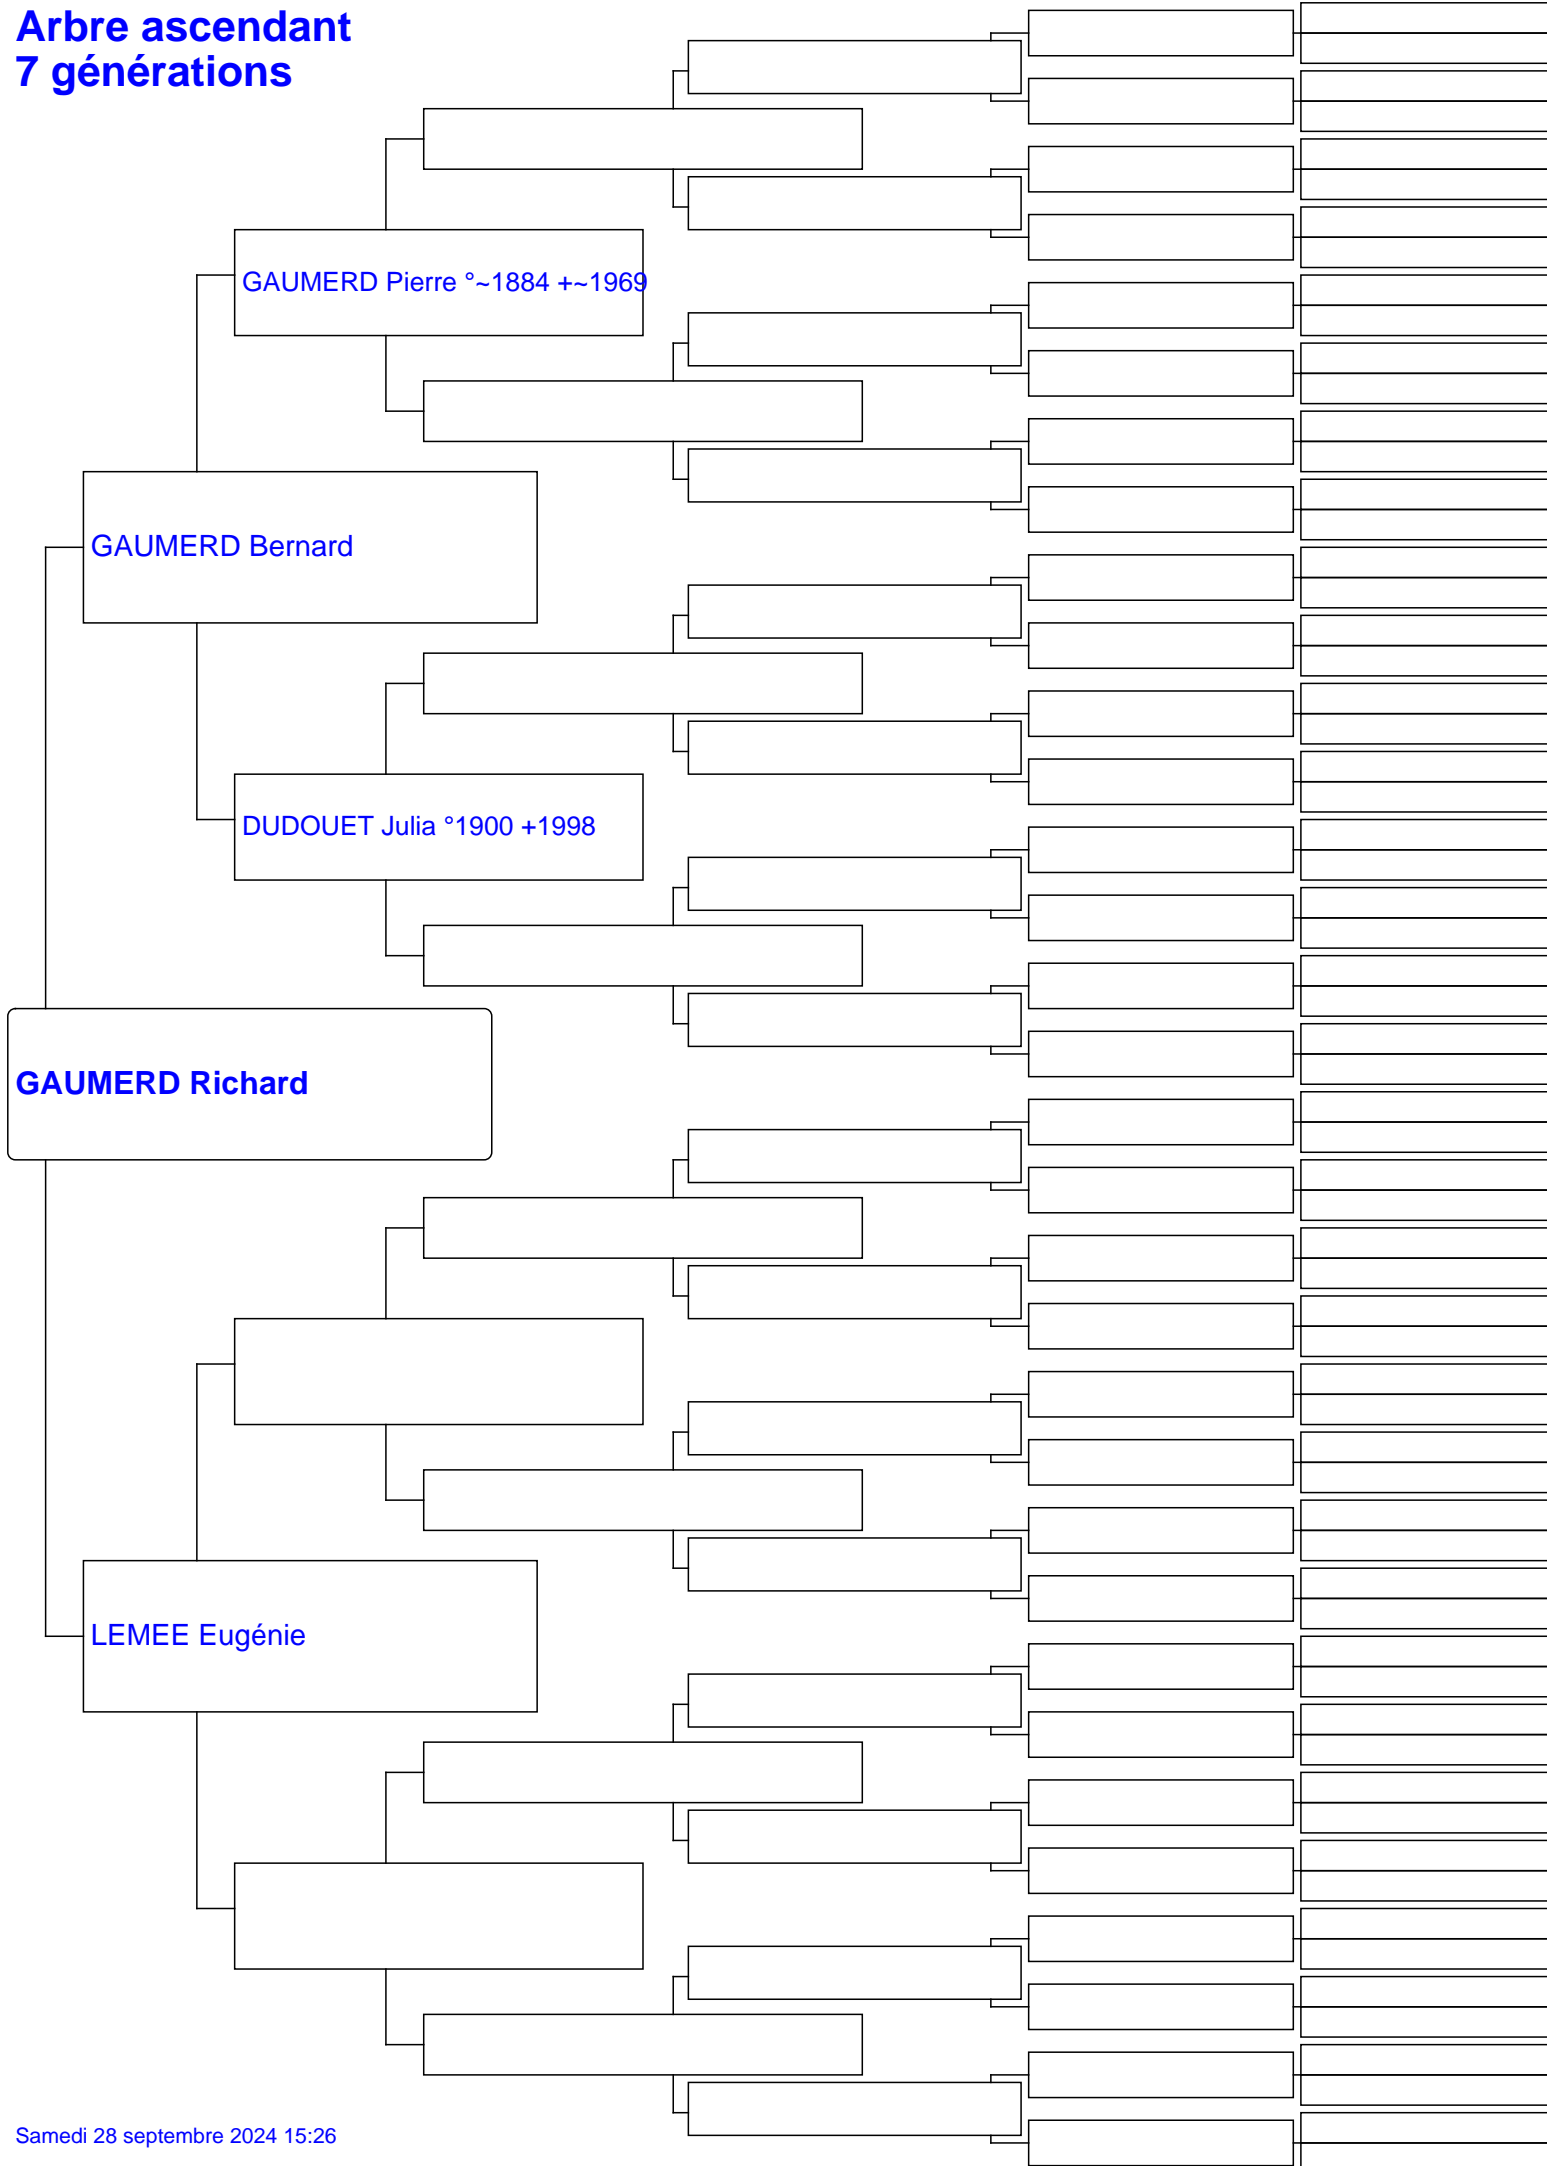 Arbre ascendant
7 générations
GAUMERD Pierre °~1884 +~1969
GAUMERD Bernard
DUDOUET Julia °1900 +1998
GAUMERD Richard
LEMEE Eugénie
Samedi 28 septembre 2024 15:26